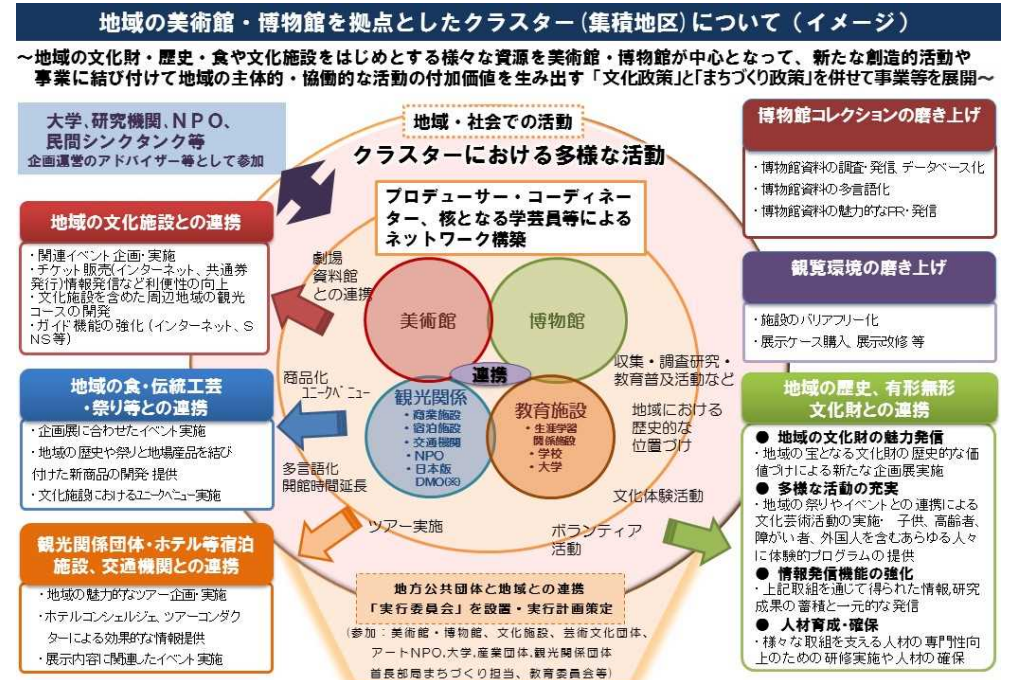 地域の美術館・博物館を拠点としたクラスター(集積地区)について(イメージ)
～地域の文化財・歴史・食や文化施設をはじめとする様々な資源を美術館・博物館が中心となって、新たな創造的活動や
事業に結び付けて地域の主体的・協働的な活動の付加価値を生み出す「文化政策」と「まちづくり政策」を併せて事業等を展開～
大学、研究機関、NPO、
民間シンクタンク等
企画運営のアドバイザー等として参加
地域の文化施設との連携
・関連イベント企画・実施
・チケット販売(インターネット、共通券
発行)情報発信など利便性の向上
・文化施設を含めた周辺地域の観光
コースの開発
・ガイド機能の強化(インターネット、S
NS等)
地域の食・伝統工芸
・祭り等との連携
・企画展に合わせたイベント実施
・地域の歴史や祭りと地場産品を結び
付けた新商品の開発・提供
・文化施設におけるユニークベニュー実施
観光関係団体・ホテル等宿泊
施設、交通機関との連携
・地域の魅力的なツアー企画・実施
・ホテルコンシェルジェ、ツアーコンダク
ターによる効果的な情報提供
・展示内容に関連したイベント実施
地域・社会での活動
クラスターにおける多様な活動
プロデューサー・コーディネー
ター、核となる学芸員等による
ネットワーク構築
劇場
資料館
との連携
美術館
博物館
連携
観光関係
・商業施設
・宿泊施設
・交通機関
・NPO
・日本版
DMO(※)
教育施設
・生涯学習
関係施設
・学校
・大学
商品化
ユニークベニュー
多言語化
開館時間延長
ツアー実施
収集・調査研究・
教育普及活動など
地域における
歴史的な
位置づけ
文化体験活動
ボランティア
活動
地方公共団体と地域との連携
「実行委員会」を設置・実行計画策定
(参加:美術館・博物館、文化施設、芸術文化団体、
アートNPO,大学,産業団体,観光関係団体
首長部局まちづくり担当、教育委員会等)
博物館コレクションの磨き上げ
・博物館資料の調査・発信、データベース化
・博物館資料の多言語化
・博物館資料の魅力的なPR・発信
観覧環境の磨き上げ
・施設のバリアフリー化
・展示ケース購入、展示改修 等
地域の歴史、有形無形
文化財との連携
● 地域の文化財の魅力発信
・地域の宝となる文化財の歴史的な価
値づけによる新たな企画展実施
● 多様な活動の充実
・地域の祭りやイベントとの連携による
文化芸術活動の実施・ 子供、高齢者、
障がい者、外国人を含むあらゆる人々
に体験的プログラムの提供
● 情報発信機能の強化
・上記取組を通じて得られた情報,研究
成果の蓄積と一元的な発信
● 人材育成・確保
・様々な取組を支える人材の専門性向
上のための研修実施や人材の確保